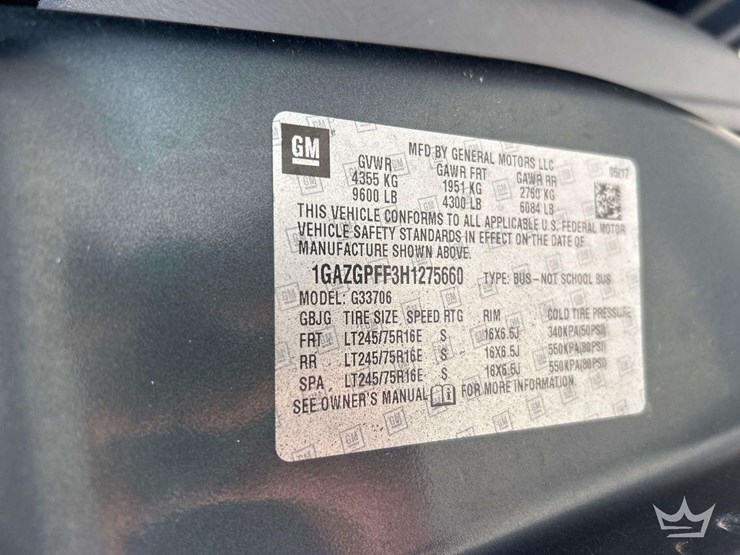 GM
MFD BY GENERAL MOTORS LLC
05/17
GVWR GAWR FRT GAWR RR
4355 KG 1951 KG 2760 KG
9600 LB 4300 LB 6084 LB
THIS VEHICLE CONFORMS TO ALL APPLICABLE U.S. FEDERAL MOTOR
VEHICLE SAFETY STANDARDS IN EFFECT ON THE DATE OF
MANUFACTURE SHOWN ABOVE.
1GAZGPFF3H1275660 TYPE: BUS-NOT SCHOOL BUS
MODEL: G33706
GBJG TIRE SIZE SPEED RTG RIM COLD TIRE PRESSURE
FRT LT245/75R16E S 16X6.5J 340KPA(50PSI)
RR LT245/75R16E S 16X6.5J 550KPA(80PSI)
SPA LT245/75R16E S 16X6.5J 550KPA(80PSI)
SEE OWNER'S MANUAL FOR MORE INFORMATION.